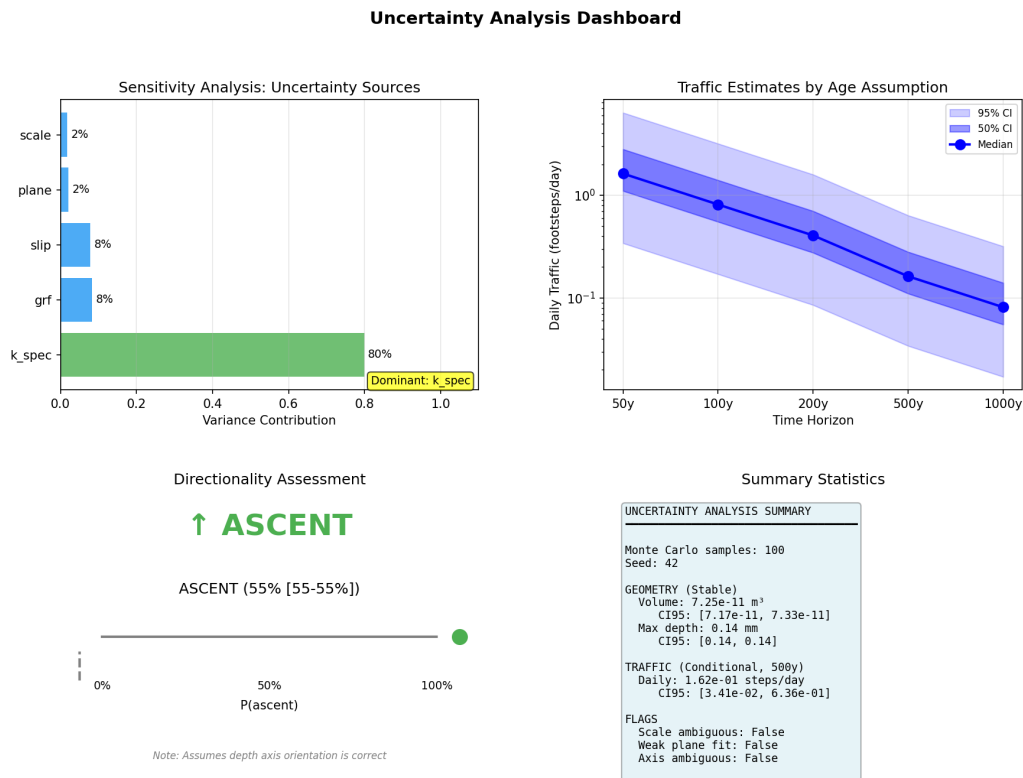 Uncertainty Analysis Dashboard
Sensitivity Analysis: Uncertainty Sources
scale
2%
plane
2%
slip
8%
grf
8%
k_spec
80%
Dominant: k_spec
0.0 0.2 0.4 0.6 0.8 1.0
Variance Contribution
Traffic Estimates by Age Assumption
95% CI
50% CI
Median
Daily Traffic (footsteps/day)
10⁰
10⁻¹
50y 100y 200y 500y 1000y
Time Horizon
Directionality Assessment
↑ ASCENT
ASCENT (55% [55-55%])
0% 50% 100%
P(ascent)
Note: Assumes depth axis orientation is correct
Summary Statistics
UNCERTAINTY ANALYSIS SUMMARY
Monte Carlo samples: 100
Seed: 42
GEOMETRY (Stable)
Volume: 7.25e-11 m³
CI95: [7.17e-11, 7.33e-11]
Max depth: 0.14 mm
CI95: [0.14, 0.14]
TRAFFIC (Conditional, 500y)
Daily: 1.62e-01 steps/day
CI95: [3.41e-02, 6.36e-01]
FLAGS
Scale ambiguous: False
Weak plane fit: False
Axis ambiguous: False